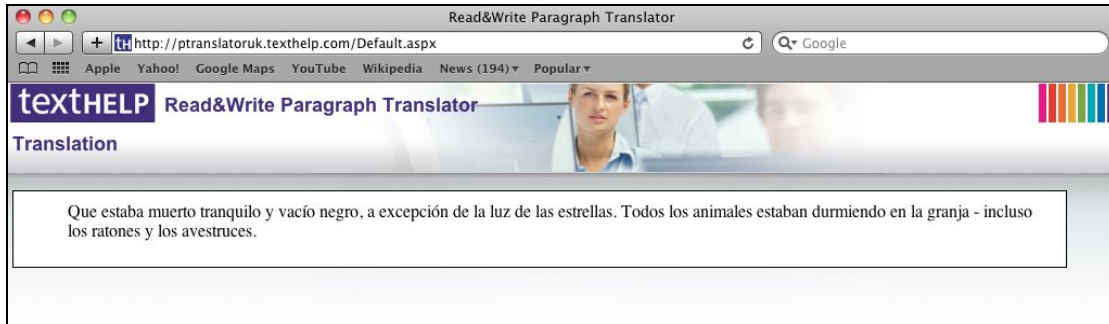 Read&Write Paragraph Translator
http://ptranslatoruk.texthelp.com/Default.aspx
Google
Apple Yahoo! Google Maps YouTube Wikipedia News (194) Popular
textHELP Read&Write Paragraph Translator
Translation
Que estaba muerto tranquilo y vacío negro, a excepción de la luz de las estrellas. Todos los animales estaban durmiendo en la granja - incluso
los ratones y los avestruces.